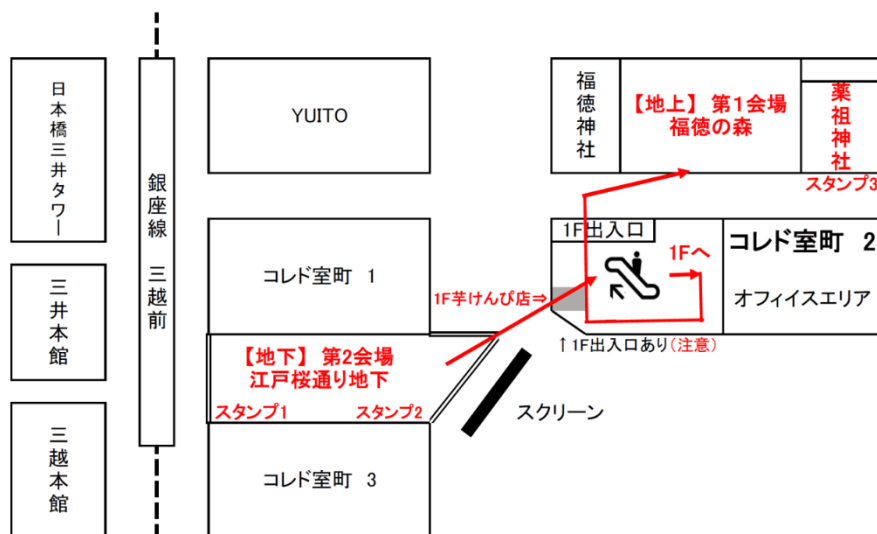 日本橋三井タワー
銀座線 三越前
YUITO
福徳神社
【地上】 第1会場
福徳の森
薬祖神社
スタンプ3
三井本館
コレド室町 1
1F出入口
1Fへ
コレド室町 2
オフィイスエリア
1F芋けんぴ店⇒
↑1F出入口あり(注意)
【地下】 第2会場
江戸桜通り地下
スタンプ1
スタンプ2
スクリーン
三越本館
コレド室町 3